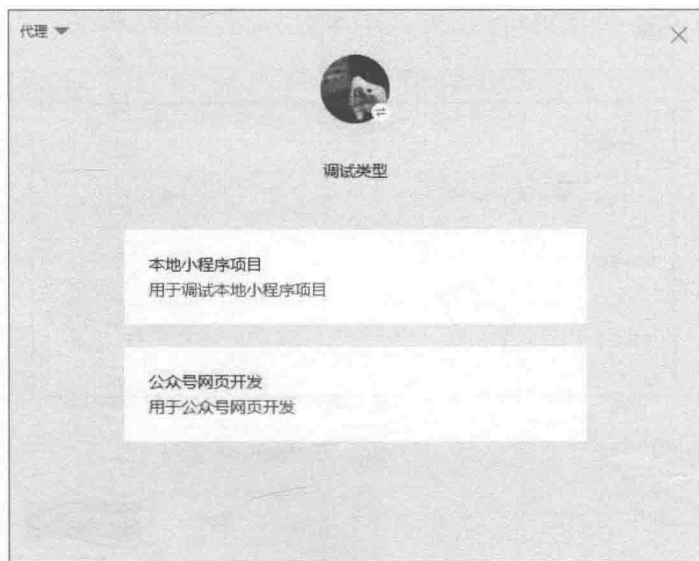 代理
调试类型
本地小程序项目
用于调试本地小程序项目
公众号网页开发
用于公众号网页开发